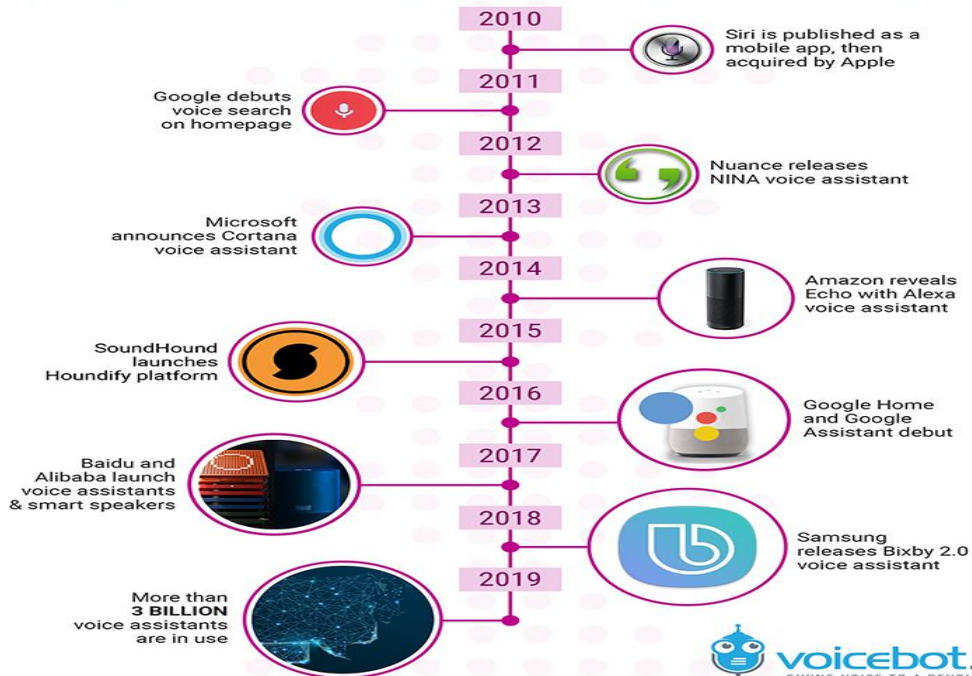 2010
Siri is published as a
mobile app, then
acquired by Apple
2011
Google debuts
voice search
on homepage
2012
Nuance releases
NINA voice assistant
2013
Microsoft
announces Cortana
voice assistant
2014
Amazon reveals
Echo with Alexa
voice assistant
2015
SoundHound
launches
Houndify platform
2016
Google Home
and Google
Assistant debut
2017
Baidu and
Alibaba launch
voice assistants
& smart speakers
2018
Samsung
releases Bixby 2.0
voice assistant
2019
More than
3 BILLION
voice assistants
are in use
voicebot.
GIVING VOICE TO A